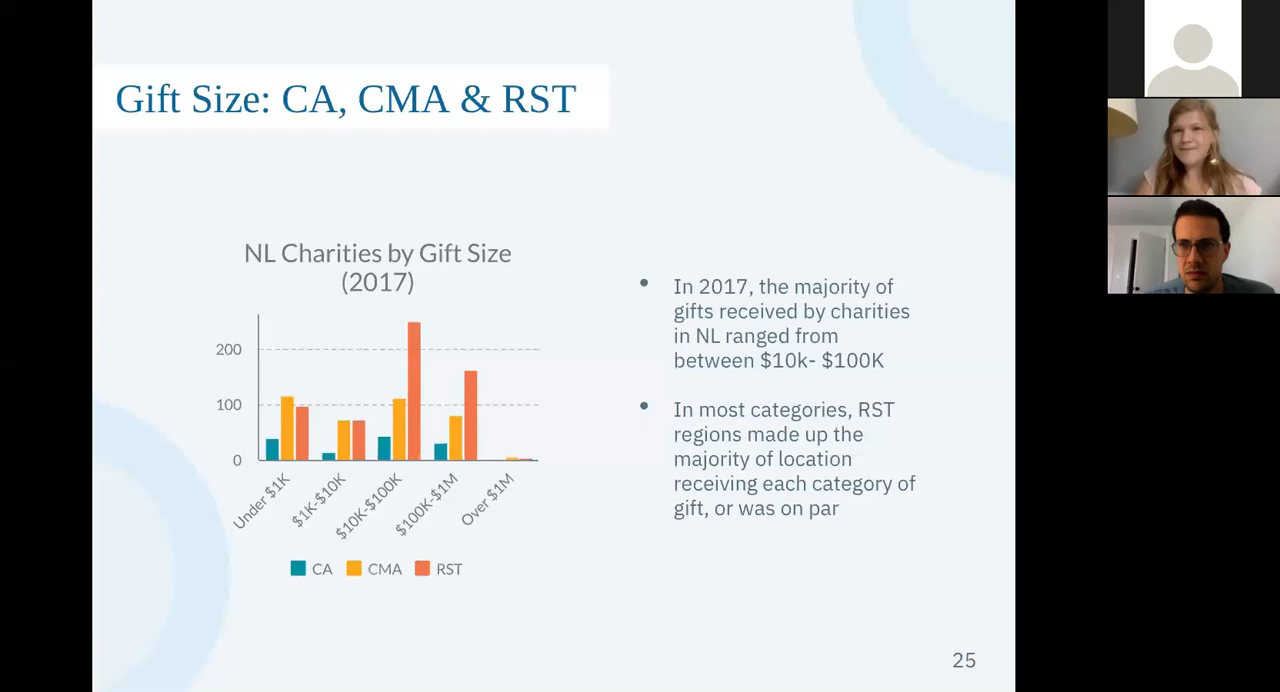 Gift Size: CA, CMA & RST
NL Charities by Gift Size
(2017)
200
100
0
Under $1K
$1K-$10K
$10K-$100K
$100K-$1M
Over $1M
CA
CMA
RST
• In 2017, the majority of
gifts received by charities
in NL ranged from
between $10k- $100K
• In most categories, RST
regions made up the
majority of location
receiving each category of
gift, or was on par
25